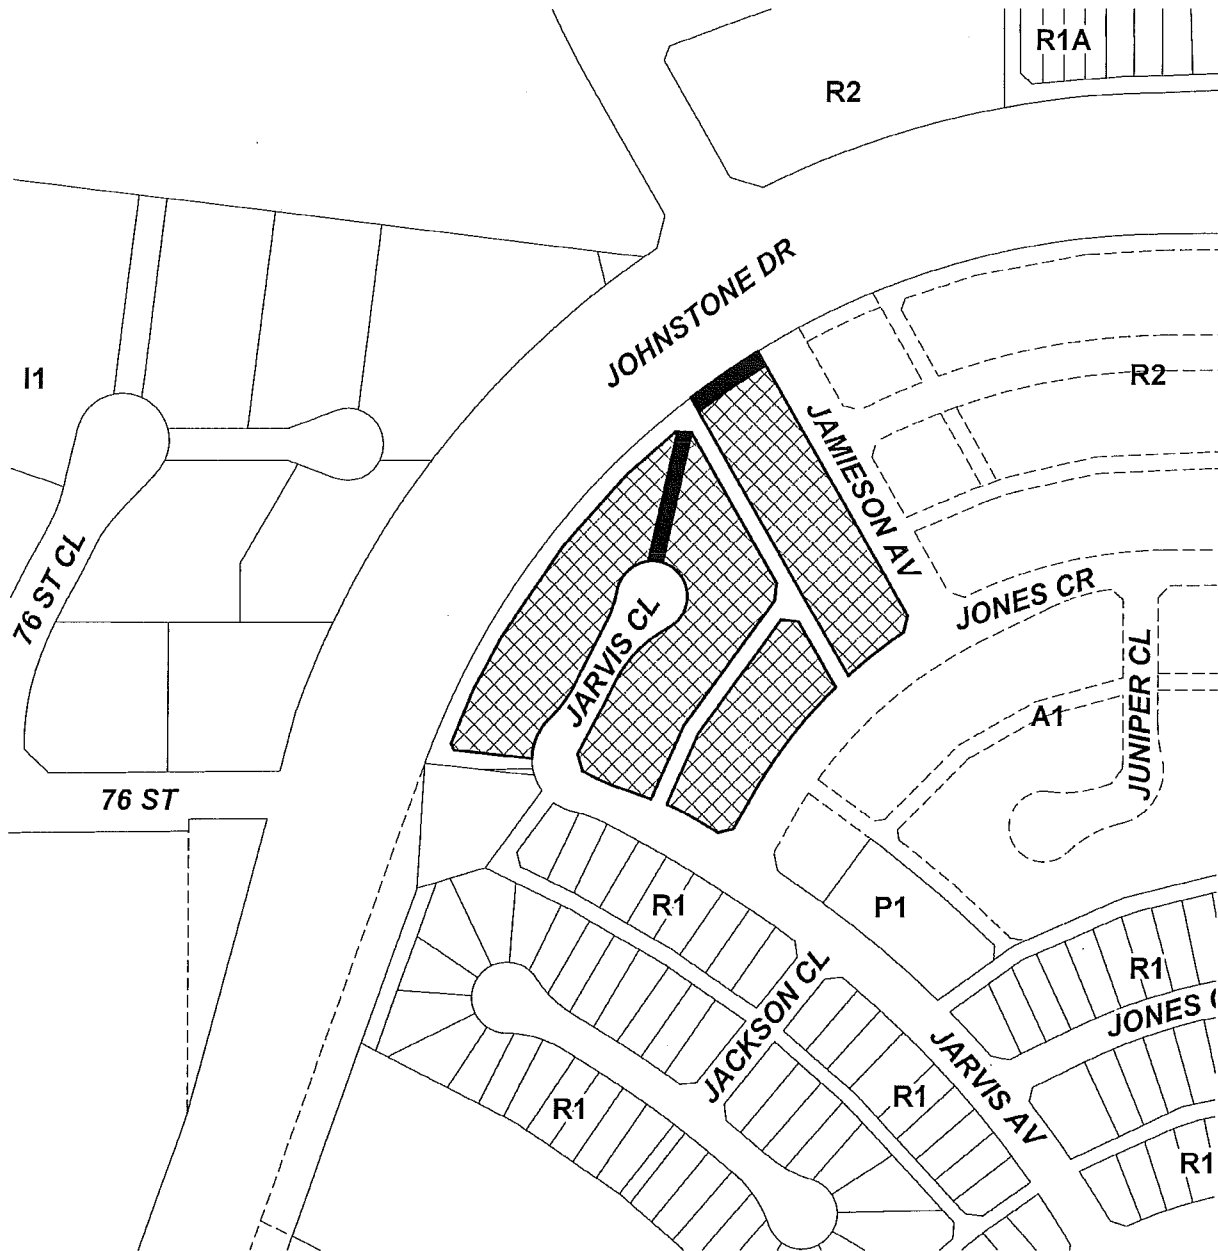 R1A
R2
JOHNSTONE DR
I1
R2
JAMIESON AV
76 ST CL
JONES CR
JARVIS CL
JUNIPER CL
A1
76 ST
R1
P1
JACKSON CL
R1
JONES C
R1
R1
JARVIS AV
R1